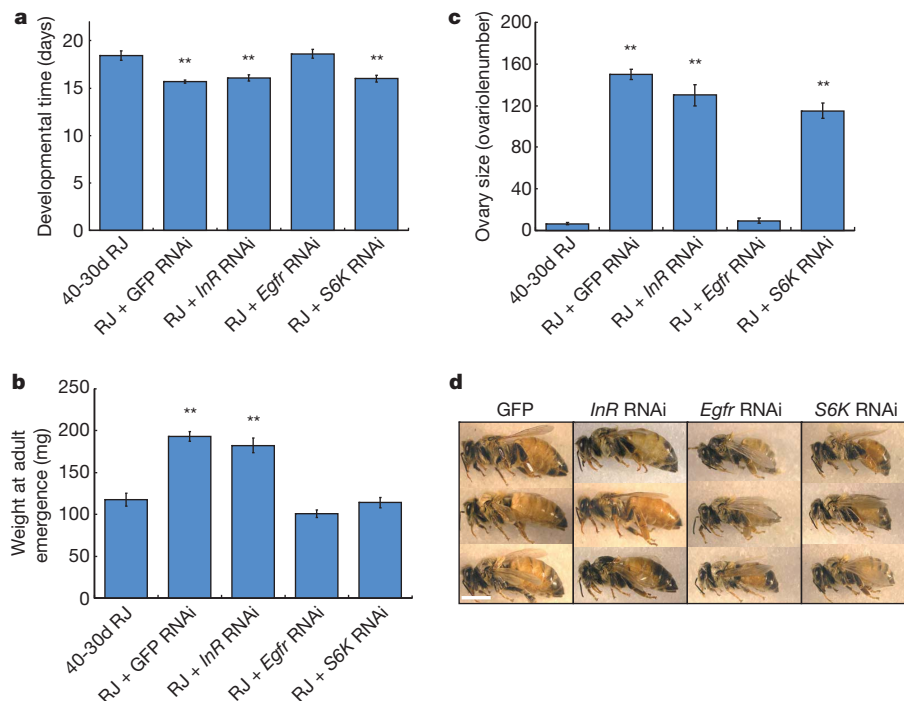 a
Developmental time (days)
20
15
10
5
0
**
**
**
40-30d RJ
RJ + GFP RNAi
RJ + InR RNAi
RJ + Egfr RNAi
RJ + S6K RNAi
b
Weight at adult
emergence (mg)
250
200
150
100
50
0
**
**
40-30d RJ
RJ + GFP RNAi
RJ + InR RNAi
RJ + Egfr RNAi
RJ + S6K RNAi
c
Ovary size (ovariolenumber)
200
160
120
80
40
0
**
**
**
40-30d RJ
RJ + GFP RNAi
RJ + InR RNAi
RJ + Egfr RNAi
RJ + S6K RNAi
d
GFP InR RNAi Egfr RNAi S6K RNAi